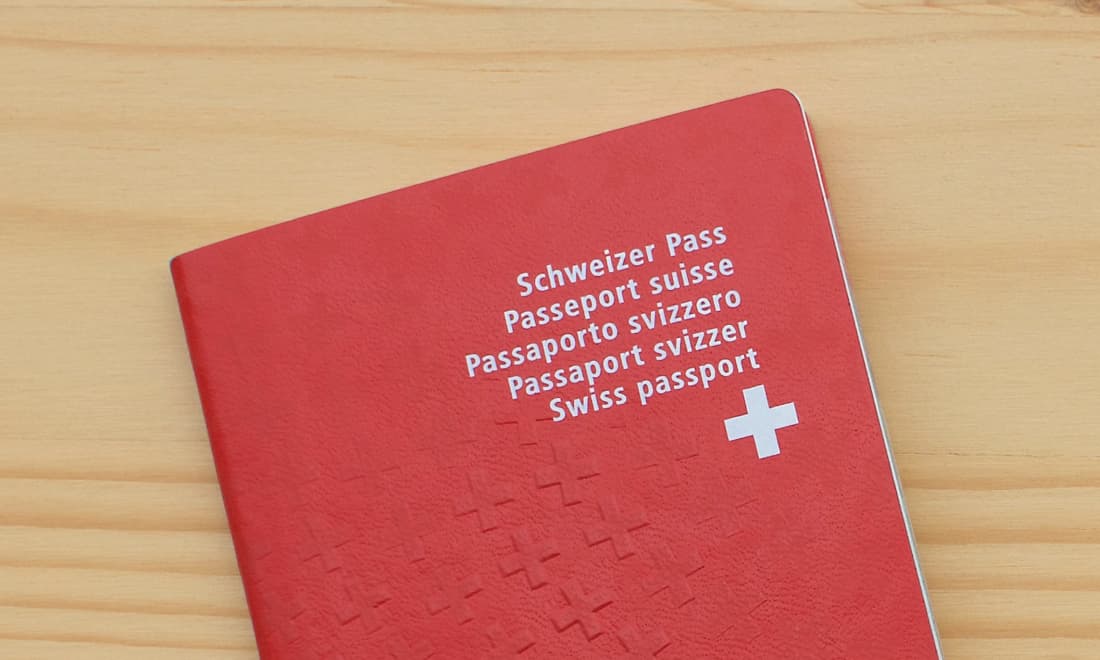 Schweizer Pass
Passeport suisse
Passaporto svizzero
Passaport svizzer
Swiss passport